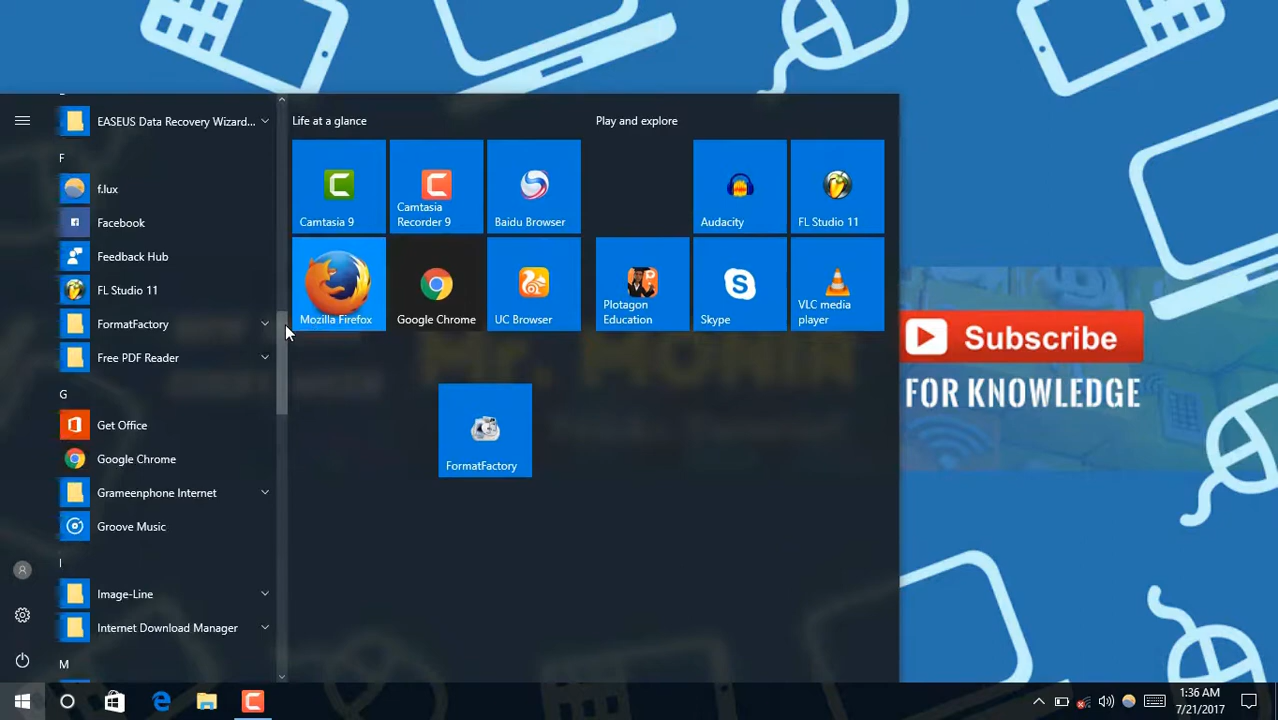 EASEUS Data Recovery Wizard...
F
f.lux
Facebook
Feedback Hub
FL Studio 11
FormatFactory
Free PDF Reader
G
Get Office
Google Chrome
Grameenphone Internet
Groove Music
I
Image-Line
Internet Download Manager
M
Life at a glance
Camtasia 9
Camtasia
Recorder 9
Baidu Browser
Mozilla Firefox
Google Chrome
UC Browser
FormatFactory
Play and explore
Audacity
FL Studio 11
Plotagon
Education
Skype
VLC media
player
Mr. MOHIR
Subscribe
FOR KNOWLEDGE
1:36 AM
7/21/2017